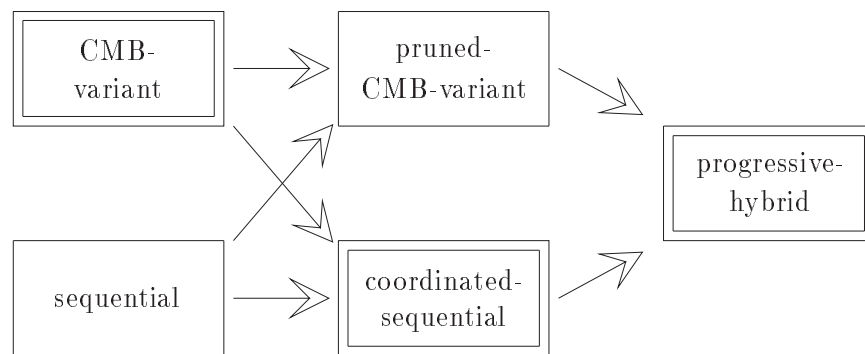 CMB-
variant
pruned-
CMB-variant
progressive-
hybrid
sequential
coordinated-
sequential